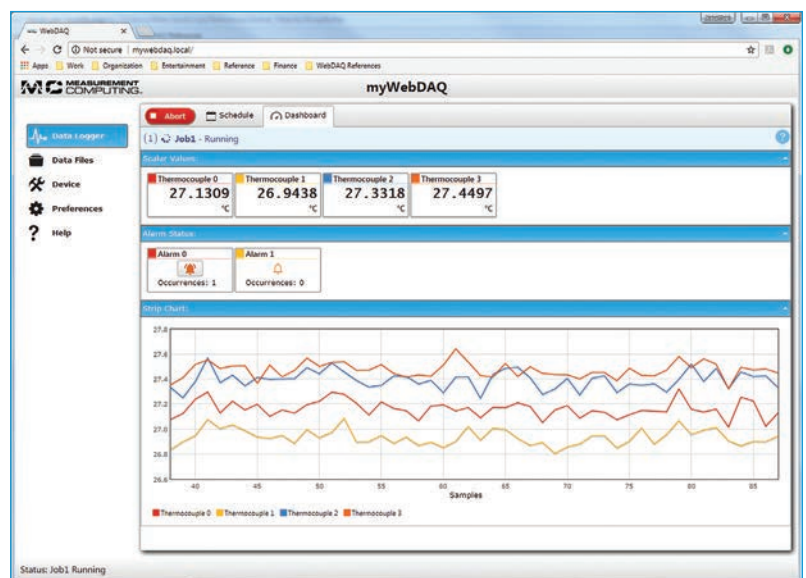 WebDAQ
Not secure | mywebdaq.local/
Apps Work Organization Entertainment Reference Finance WebDAQ References
MC MEASUREMENT
COMPUTING.
myWebDAQ
Abort Schedule Dashboard
(1) Job1 - Running
Data Logger
Data Files
Device
Preferences
Help
Scalar Values:
Thermocouple 0 Thermocouple 1 Thermocouple 2 Thermocouple 3
27.1309 26.9438 27.3318 27.4497
°C °C °C °C
Alarm Status:
Alarm 0 Alarm 1
Occurrences: 1 Occurrences: 0
Strip Chart:
27.8
27.6
27.4
27.2
27.0
26.8
26.6
40 45 50 55 60 65 70 75 80 85
Samples
Thermocouple 0 Thermocouple 1 Thermocouple 2 Thermocouple 3
Status: Job1 Running